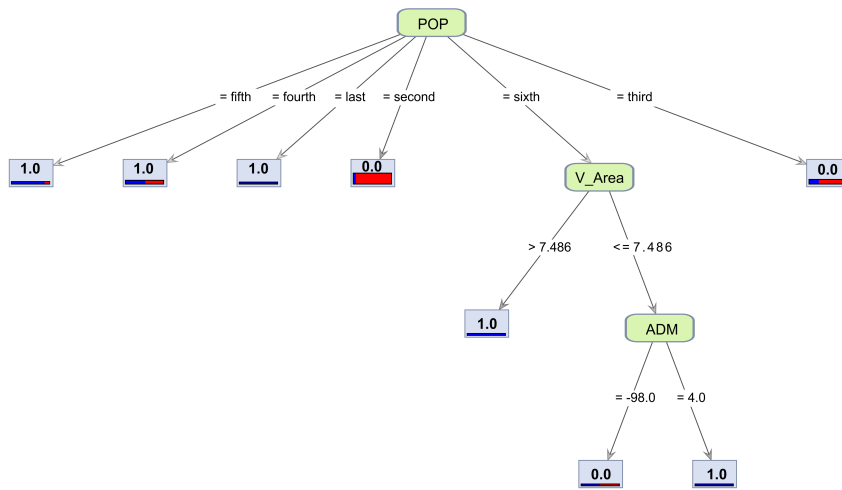 POP
= fifth
= fourth
= last
= second
= sixth
= third
1.0
1.0
1.0
0.0
V_Area
0.0
> 7.486
<= 7.486
1.0
ADM
= -98.0
= 4.0
0.0
1.0